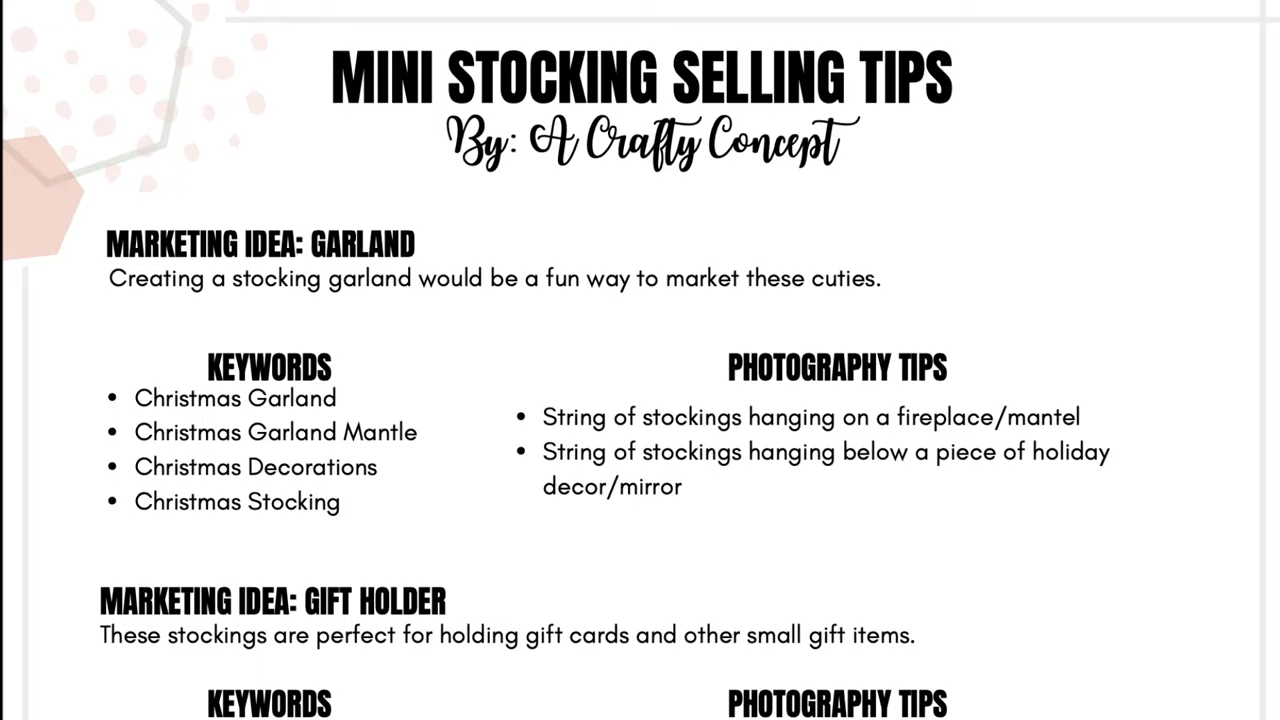 MINI STOCKING SELLING TIPS
By: A Crafty Concept
MARKETING IDEA: GARLAND
Creating a stocking garland would be a fun way to market these cuties.
KEYWORDS
• Christmas Garland
• Christmas Garland Mantle
• Christmas Decorations
• Christmas Stocking
PHOTOGRAPHY TIPS
• String of stockings hanging on a fireplace/mantel
• String of stockings hanging below a piece of holiday
decor/mirror
MARKETING IDEA: GIFT HOLDER
These stockings are perfect for holding gift cards and other small gift items.
KEYWORDS
PHOTOGRAPHY TIPS